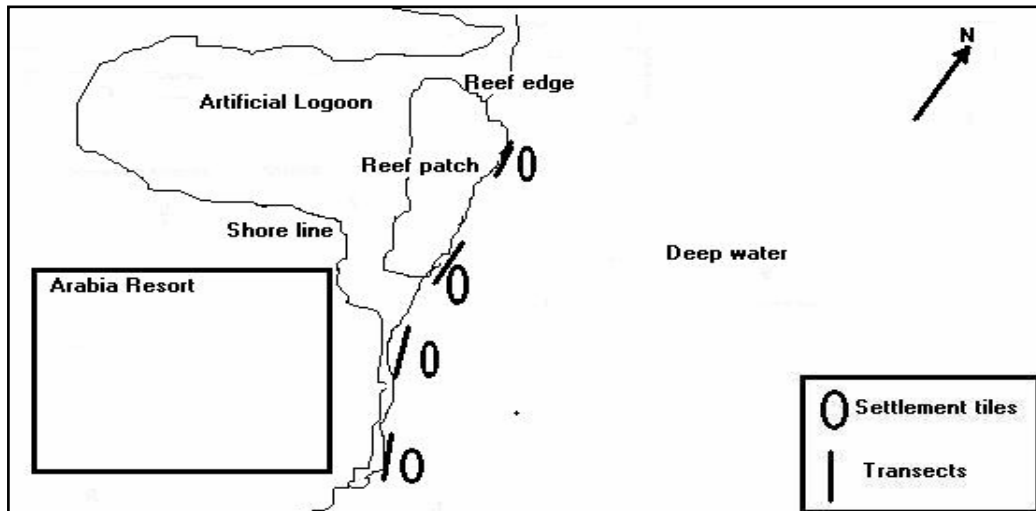 N
Reef edge
Artificial Logoon
Reef patch
Shore line
Deep water
Arabia Resort
Settlement tiles
Transects